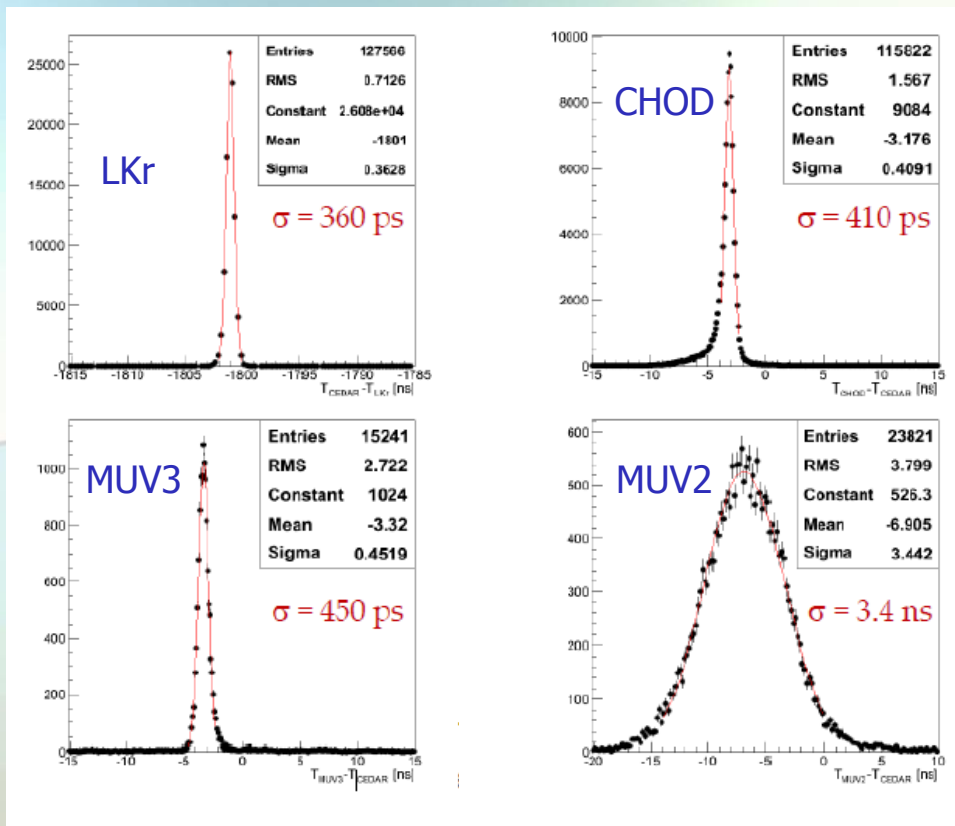 LKr
Entries 127566
RMS 0.7126
Constant 2.608e+04
Mean -1801
Sigma 0.3628
σ = 360 ps
25000
20000
15000
10000
5000
0
-1815 -1810 -1805 -1800 -1795 -1790 -1785
T_CEDAR-T_LKr [ns]
CHOD
Entries 115822
RMS 1.567
Constant 9084
Mean -3.176
Sigma 0.4091
σ = 410 ps
10000
8000
6000
4000
2000
0
-15 -10 -5 0 5 10 15
T_CHOD-T_CEDAR [ns]
MUV3
Entries 15241
RMS 2.722
Constant 1024
Mean -3.32
Sigma 0.4519
σ = 450 ps
1000
800
600
400
200
0
-15 -10 -5 0 5 10 15
T_MUV3-T_CEDAR [ns]
MUV2
Entries 23821
RMS 3.799
Constant 526.3
Mean -6.905
Sigma 3.442
σ = 3.4 ns
600
500
400
300
200
100
0
-20 -15 -10 -5 0 5 10
T_MUV2-T_CEDAR [ns]